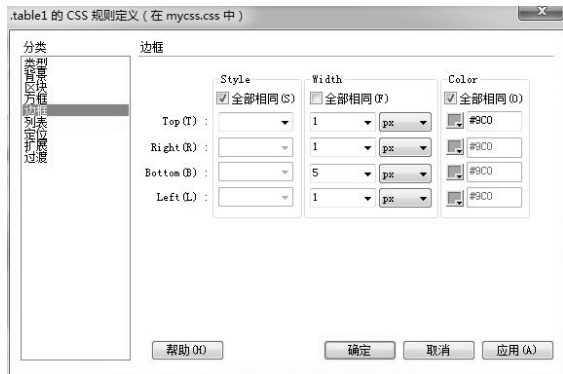 .table1 的 CSS 规则定义（在 mycss.css 中）
分类
类型
背景
区块
方框
边框
列表
定位
扩展
过渡
边框
Style Width Color
全部相同(S) 全部相同(F) 全部相同(O)
Top(T) : 1 px #9C0
Right(R) : 1 px #9C0
Bottom(B) : 5 px #9C0
Left(L) : 1 px #9C0
帮助(H) 确定 取消 应用(A)